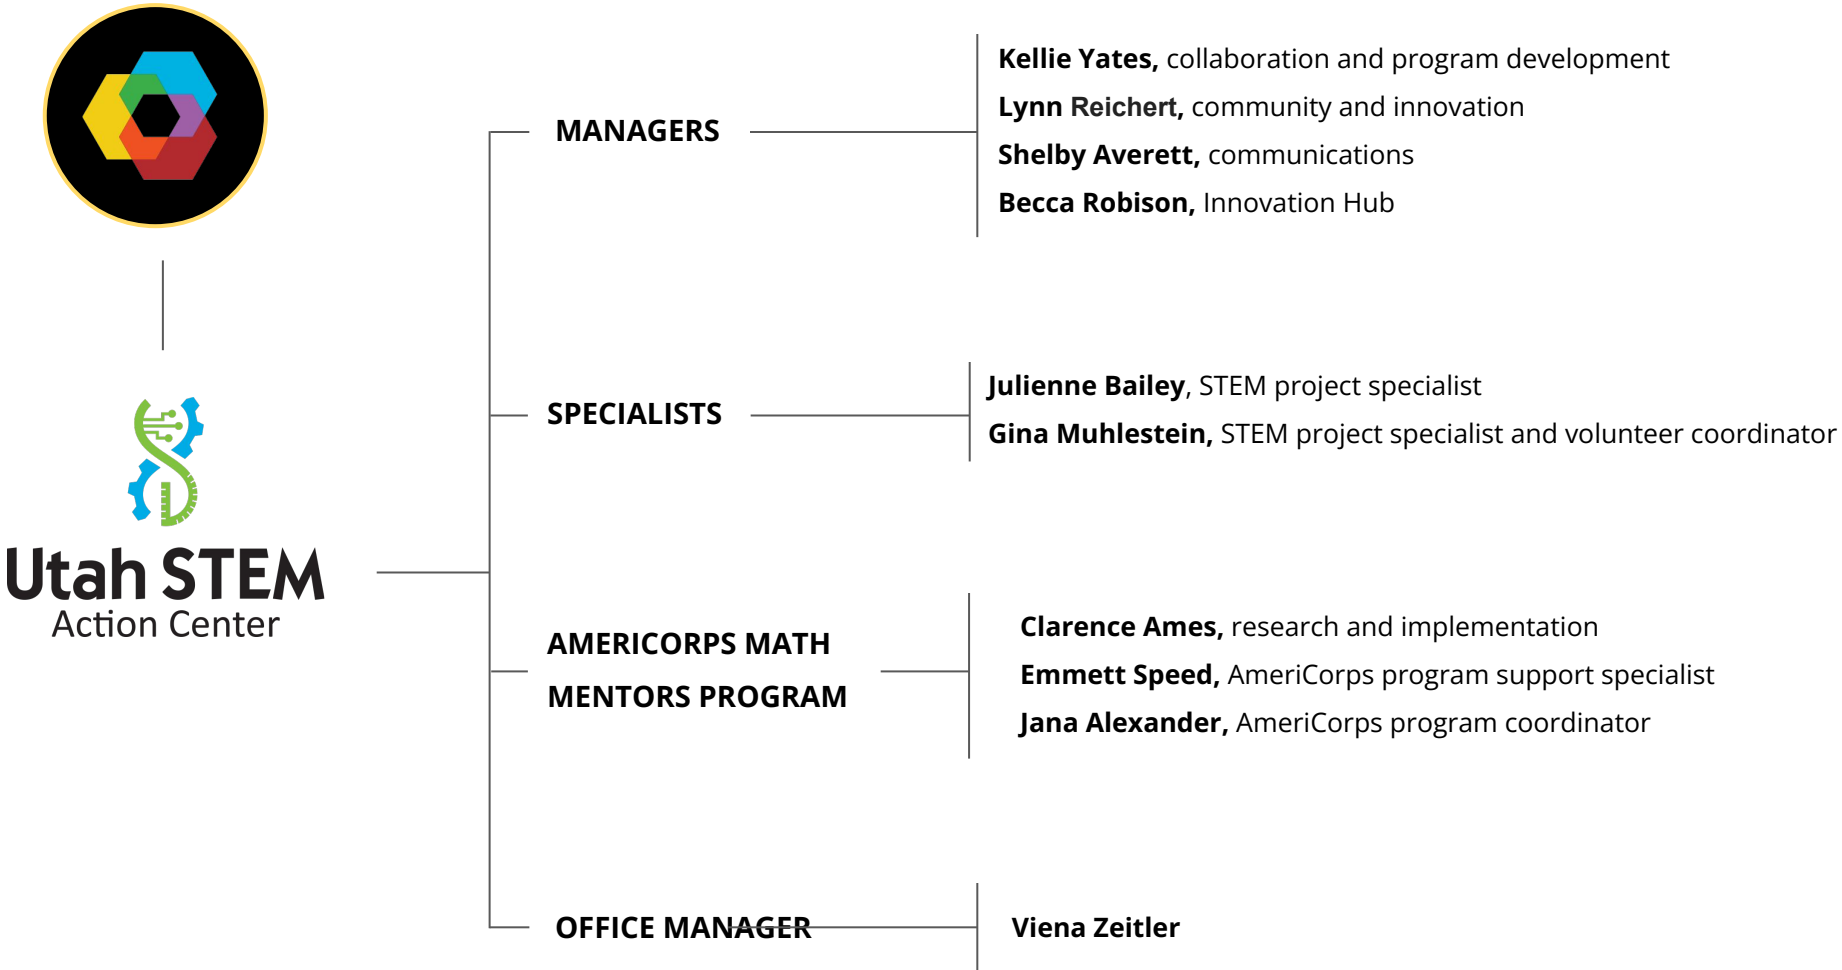 Utah STEM
Action Center
MANAGERS
Kellie Yates, collaboration and program development
Lynn Reichert, community and innovation
Shelby Averett, communications
Becca Robison, Innovation Hub
SPECIALISTS
Julienne Bailey, STEM project specialist
Gina Muhlestein, STEM project specialist and volunteer coordinator
AMERICORPS MATH
MENTORS PROGRAM
Clarence Ames, research and implementation
Emmett Speed, AmeriCorps program support specialist
Jana Alexander, AmeriCorps program coordinator
OFFICE MANAGER
Viena Zeitler